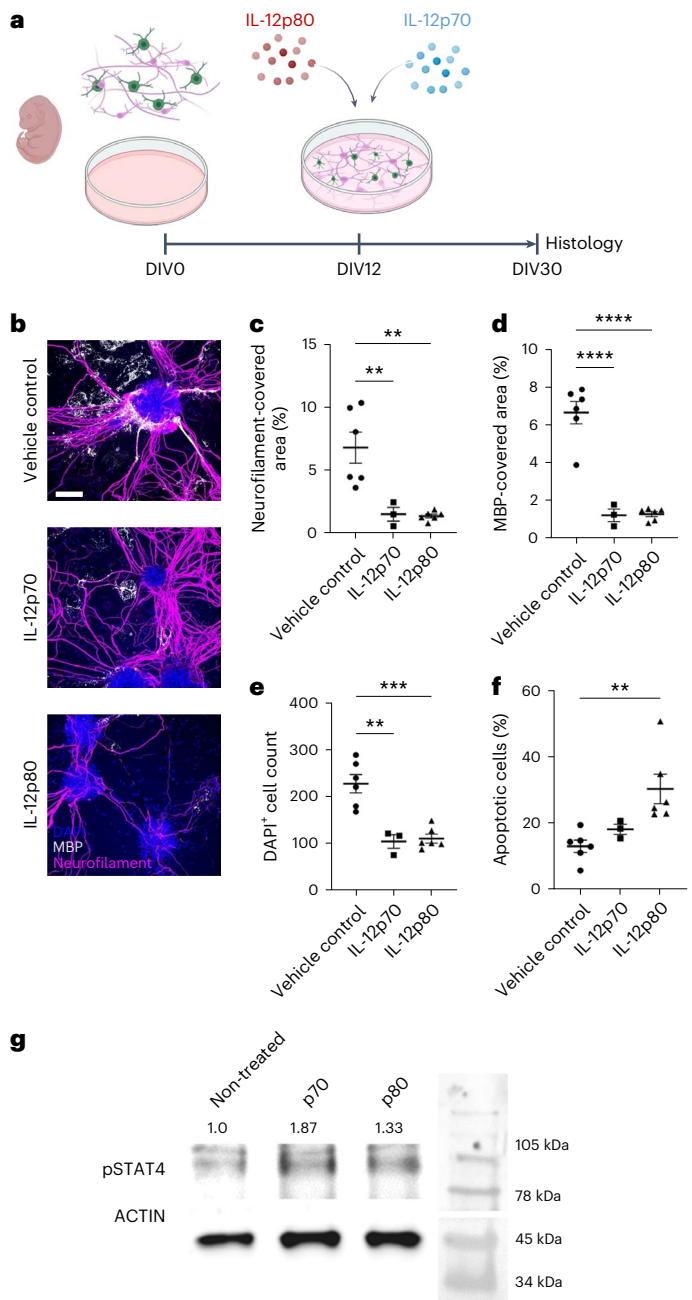 a
IL-12p80
IL-12p70
Histology
DIV0
DIV12
DIV30
b
Vehicle control
IL-12p70
IL-12p80
DAPI
MBP
Neurofilament
c
Neurofilament-covered
area (%)
15
10
5
0
**
**
Vehicle control
IL-12p70
IL-12p80
d
MBP-covered area (%)
10
8
6
4
2
0
****
****
Vehicle control
IL-12p70
IL-12p80
e
DAPI⁺ cell count
400
300
200
100
0
***
**
Vehicle control
IL-12p70
IL-12p80
f
Apoptotic cells (%)
60
40
20
0
**
Vehicle control
IL-12p70
IL-12p80
g
Non-treated
p70
p80
1.0
1.87
1.33
pSTAT4
ACTIN
105 kDa
78 kDa
45 kDa
34 kDa